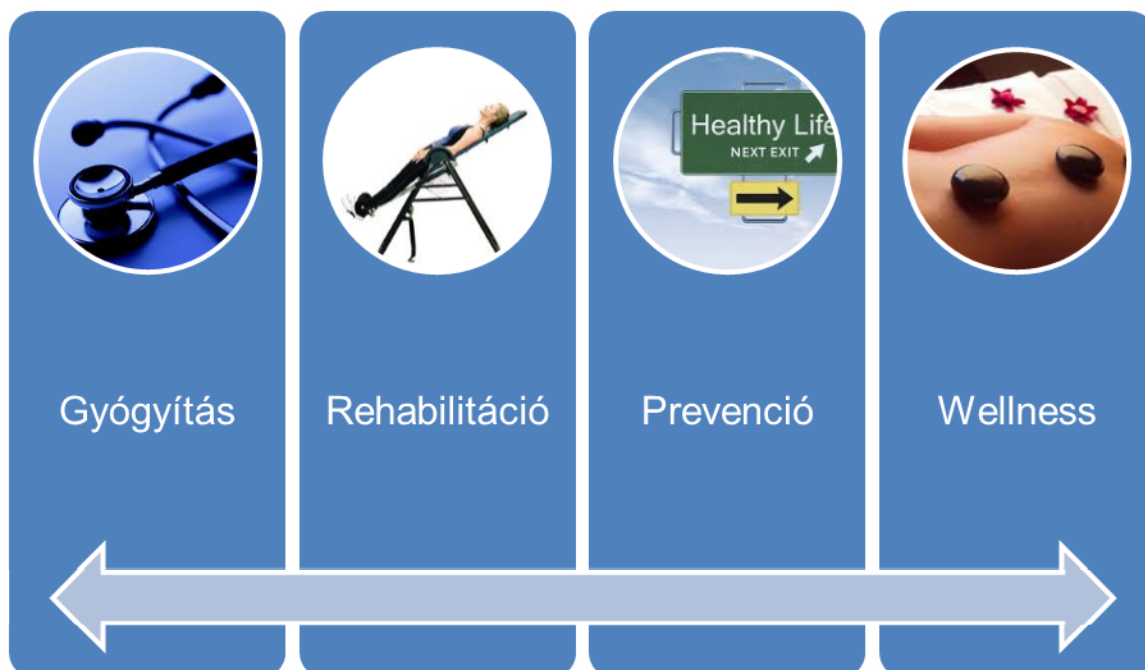 Healthy Life
NEXT EXIT
Gyógyítás
Rehabilitáció
Prevenció
Wellness